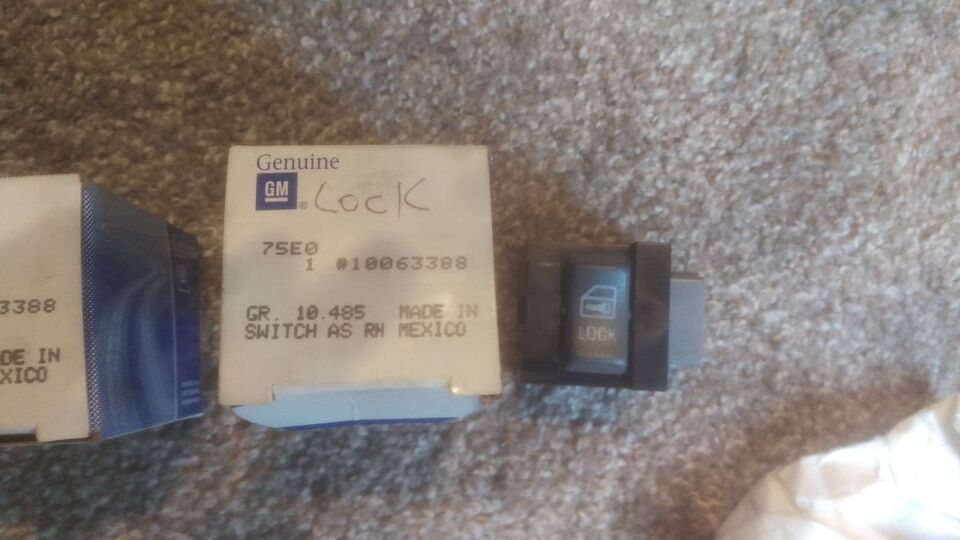 3388
DE IN
XICO
Genuine
GM ® LOCK
75E0
1 #10063388
GR. 10.485 MADE IN
SWITCH AS RH MEXICO
LOCK